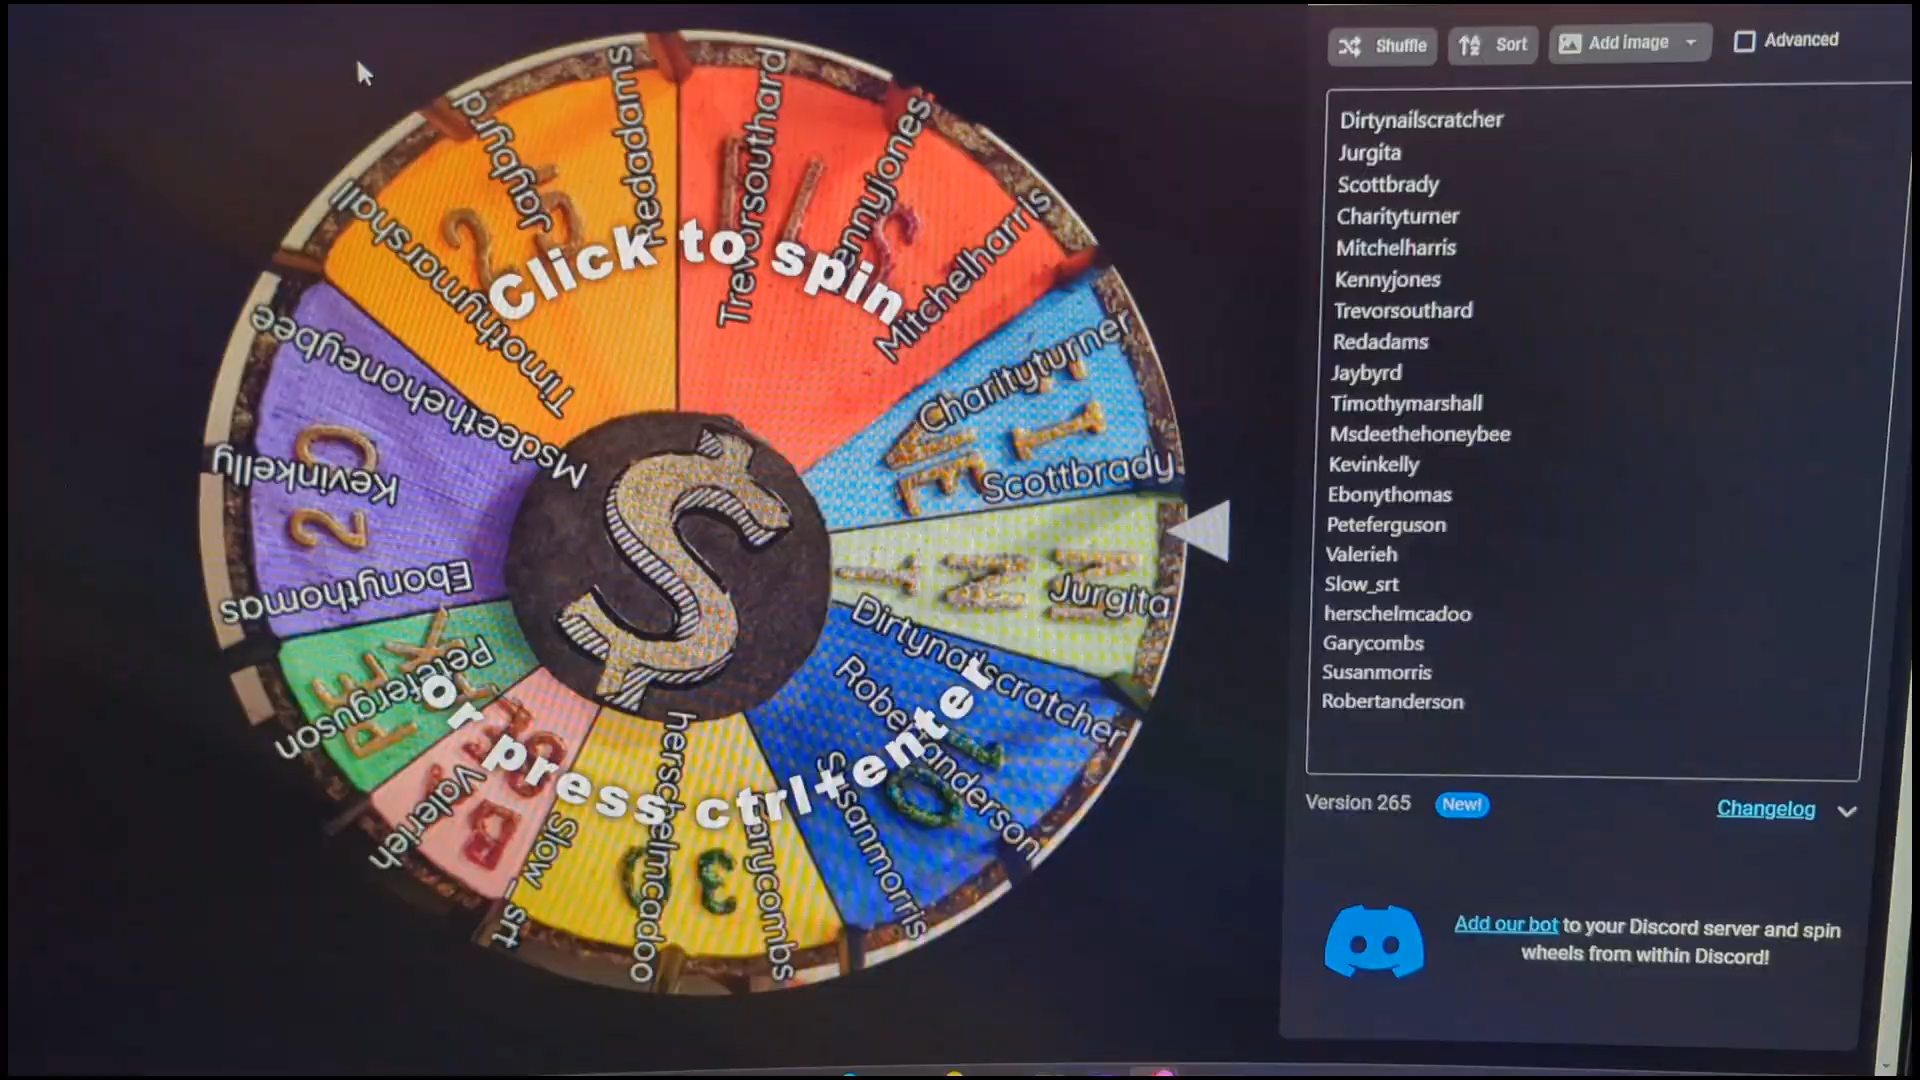 Shuffle
Sort
Add image
Advanced
Dirtynailscratcher
Jurgita
Scottbrady
Charityturner
Mitchelharris
Kennyjones
Trevorsouthard
Redadams
Jaybyrd
Timothymarshall
Msdeethehoneybee
Kevinkelly
Ebonythomas
Peteferguson
Valerieh
Slow_srt
herschelmcadoo
Garycombs
Susanmorris
Robertanderson
Version 265
New!
Changelog
Add our bot to your Discord server and spin
wheels from within Discord!
Click to spin
or press ctrl+enter
Redadams
Trevorsouthard
Kennyjones
Mitchelharris
Charityturner
Scottbrady
Jurgita
Dirtynailscratcher
Robertanderson
Susanmorris
Garycombs
herschelmcadoo
Slow_srt
Valerieh
Peteferguson
Ebonythomas
Kevinkelly
Msdeethehoneybee
Timothymarshall
Jaybyrd
25
30
10
$